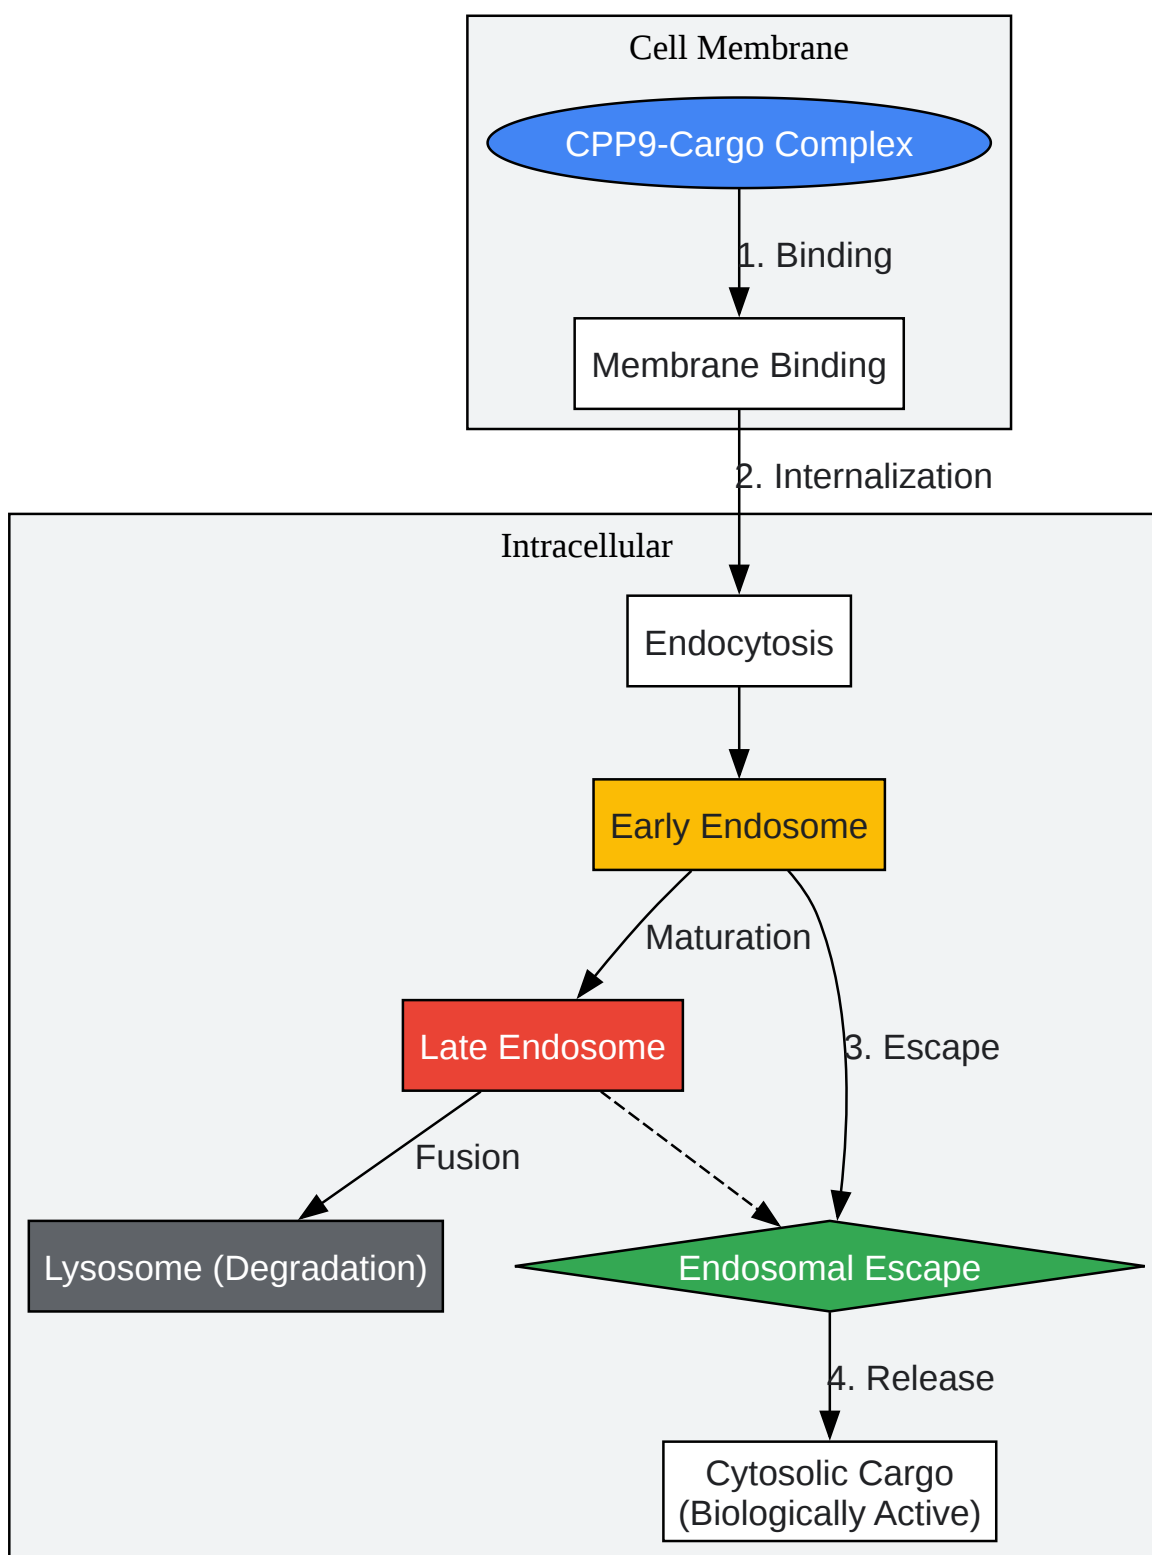 Cell Membrane
CPP9-Cargo Complex
1. Binding
Membrane Binding
2. Internalization
Intracellular
Endocytosis
Early Endosome
Maturation
Late Endosome
3. Escape
Fusion
Lysosome (Degradation)
Endosomal Escape
4. Release
Cytosolic Cargo
(Biologically Active)